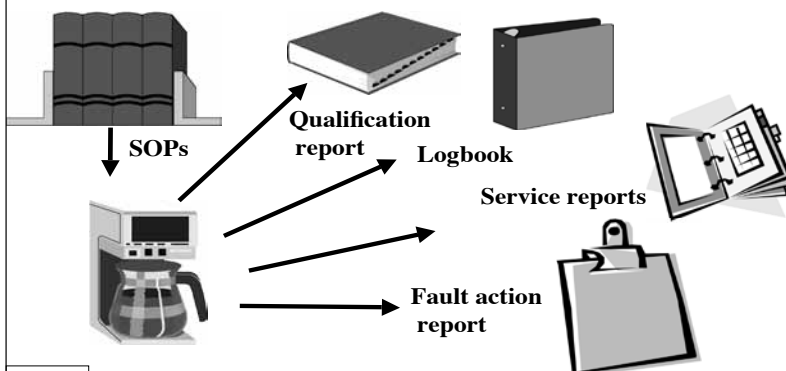 SOPs
Qualification
report
Logbook
Service reports
Fault action
report